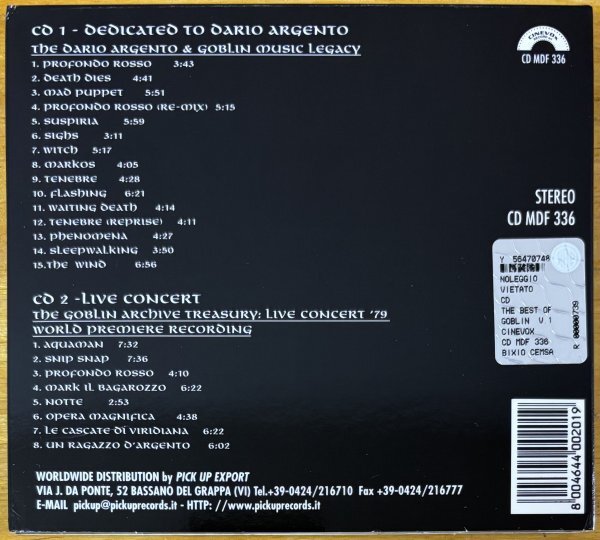 CD 1 - DEDICATED TO DARIO ARGENTO
THE DARIO ARGENTO & GOBLIN MUSIC LEGACY
1. PROFONDO ROSSO 3:43
2. DEATH DIES 4:41
3. MAD PUPPET 5:51
4. PROFONDO ROSSO (RE-MIX) 5:15
5. SUSPIRIA 5:59
6. SIGHS 3:11
7. WITCH 5:17
8. MARKOS 4:05
9. TENEBRE 4:28
10. FLASHING 6:21
11. WAITING DEATH 4:14
12. TENEBRE (REPRISE) 4:11
13. PHENOMENA 4:27
14. SLEEPWALKING 3:50
15. THE WIND 6:56
CD 2 - LIVE CONCERT
THE GOBLIN ARCHIVE TREASURY: LIVE CONCERT '79
WORLD PREMIERE RECORDING
1. AQUAMAN 7:32
2. SNIP SNAP 7:36
3. PROFONDO ROSSO 4:10
4. MARK IL BAGAROZZO 6:22
5. NOTTE 2:53
6. OPERA MAGNIFICA 4:38
7. LE CASCATE DI VIRIDIANA 6:22
8. UN RAGAZZO D'ARGENTO 6:02
WORLDWIDE DISTRIBUTION by PICK UP EXPORT
VIA J. DA PONTE, 52 BASSANO DEL GRAPPA (VI) Tel.+39-0424/216710 Fax +39-0424/216777
E-MAIL pickup@pickuprecords.it - HTTP: //www.pickuprecords.it
CINEVOX
CD MDF 336
STEREO
CD MDF 336
Y 56470748
NOLEGGIO
VIETATO
CD
THE BEST OF
GOBLIN V 1
CINEVOX
CD MDF 336
BIXIO CEMSA
R 00000739
8 004644 002019